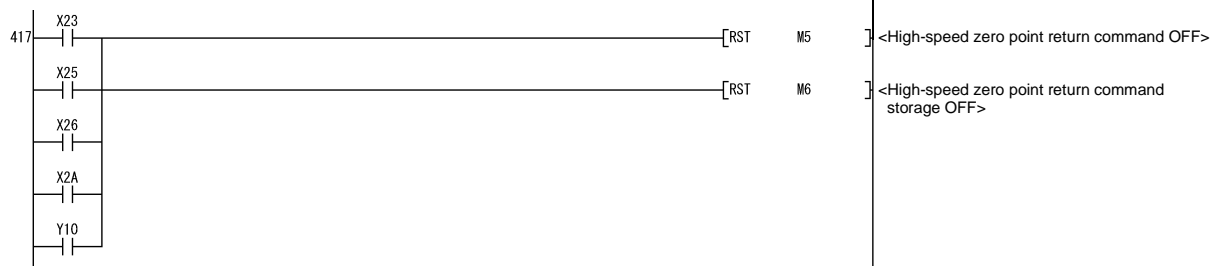 X23
417 [RST M5 ] <High-speed zero point return command OFF>
X25
[RST M6 ] <High-speed zero point return command
storage OFF>
X26
X2A
Y10